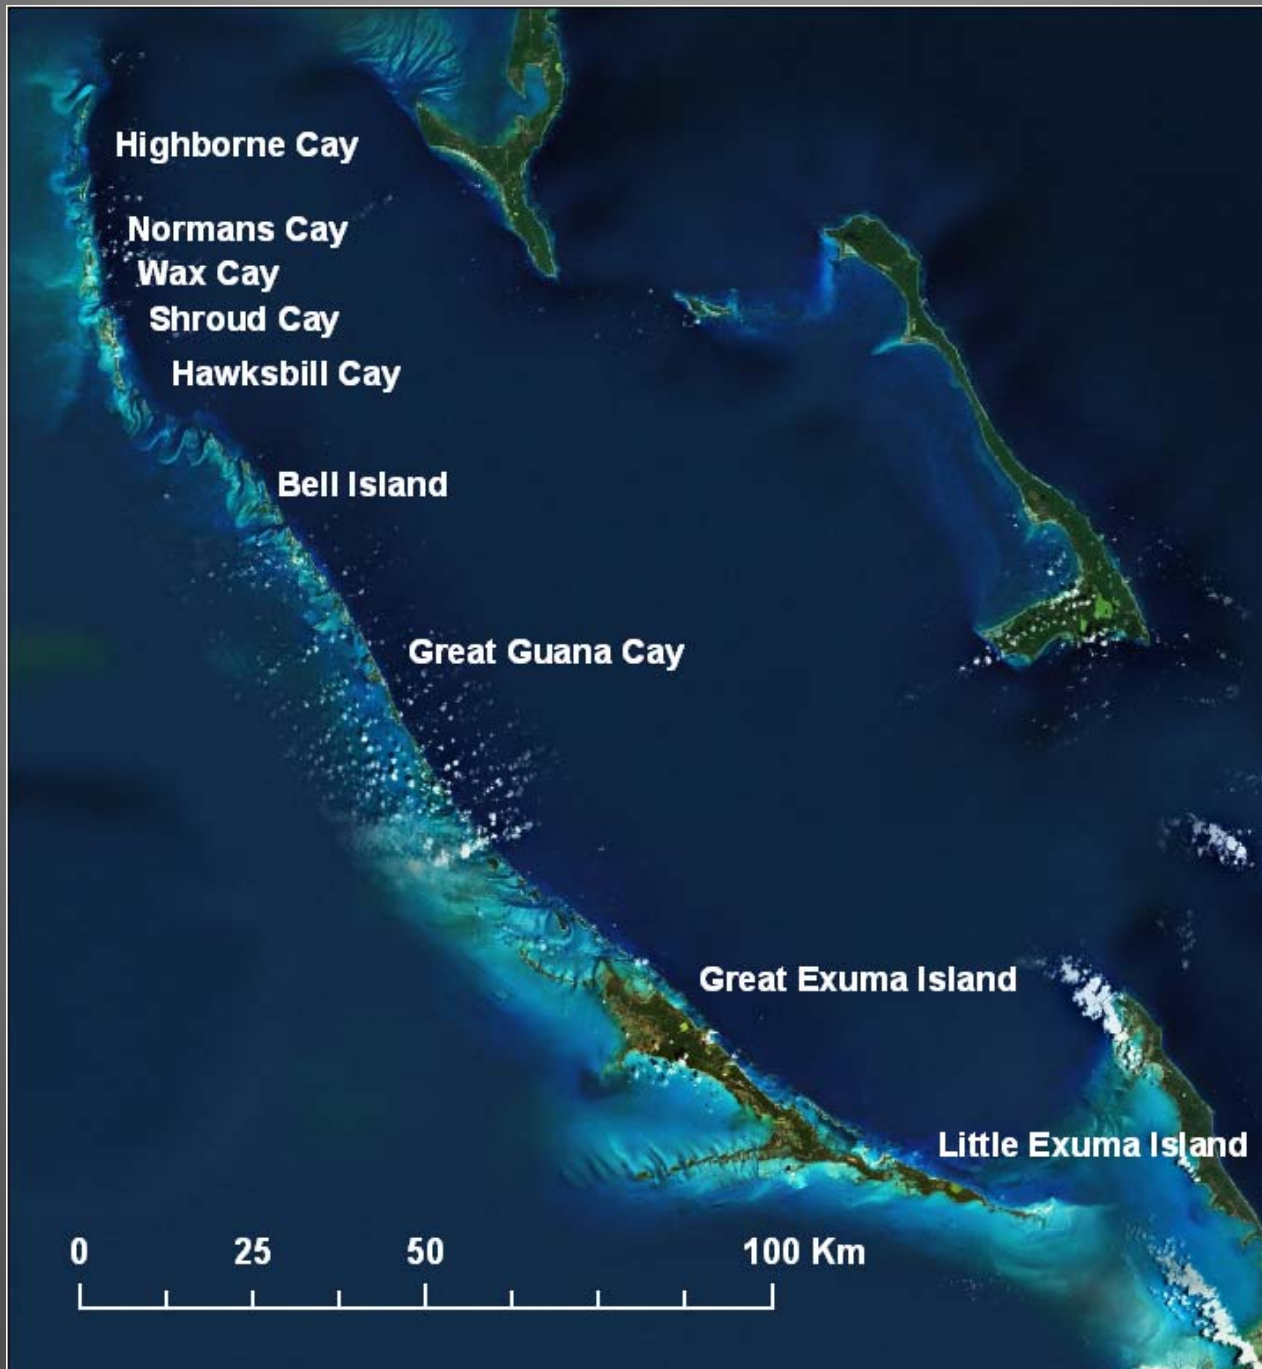 Highborne Cay
Normans Cay
Wax Cay
Shroud Cay
Hawksbill Cay
Bell Island
Great Guana Cay
Great Exuma Island
Little Exuma Island
0 25 50 100 Km